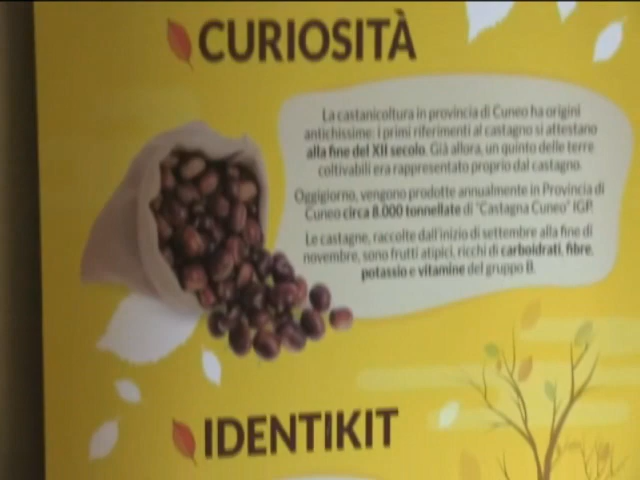 CURIOSITÀ
La castanicoltura in provincia di Cuneo ha origini
antichissime: i primi riferimenti al castagno si attestano
alla fine del XII secolo. Già allora, un quinto delle terre
coltivabili era rappresentato proprio dal castagno.
Oggigiorno, vengono prodotte annualmente in Provincia di
Cuneo circa 8.000 tonnellate di "Castagna Cuneo" IGP.
Le castagne, raccolte dall'inizio di settembre alla fine di
novembre, sono frutti atipici, ricchi di carboidrati, fibre,
potassio e vitamine del gruppo B.
IDENTIKIT